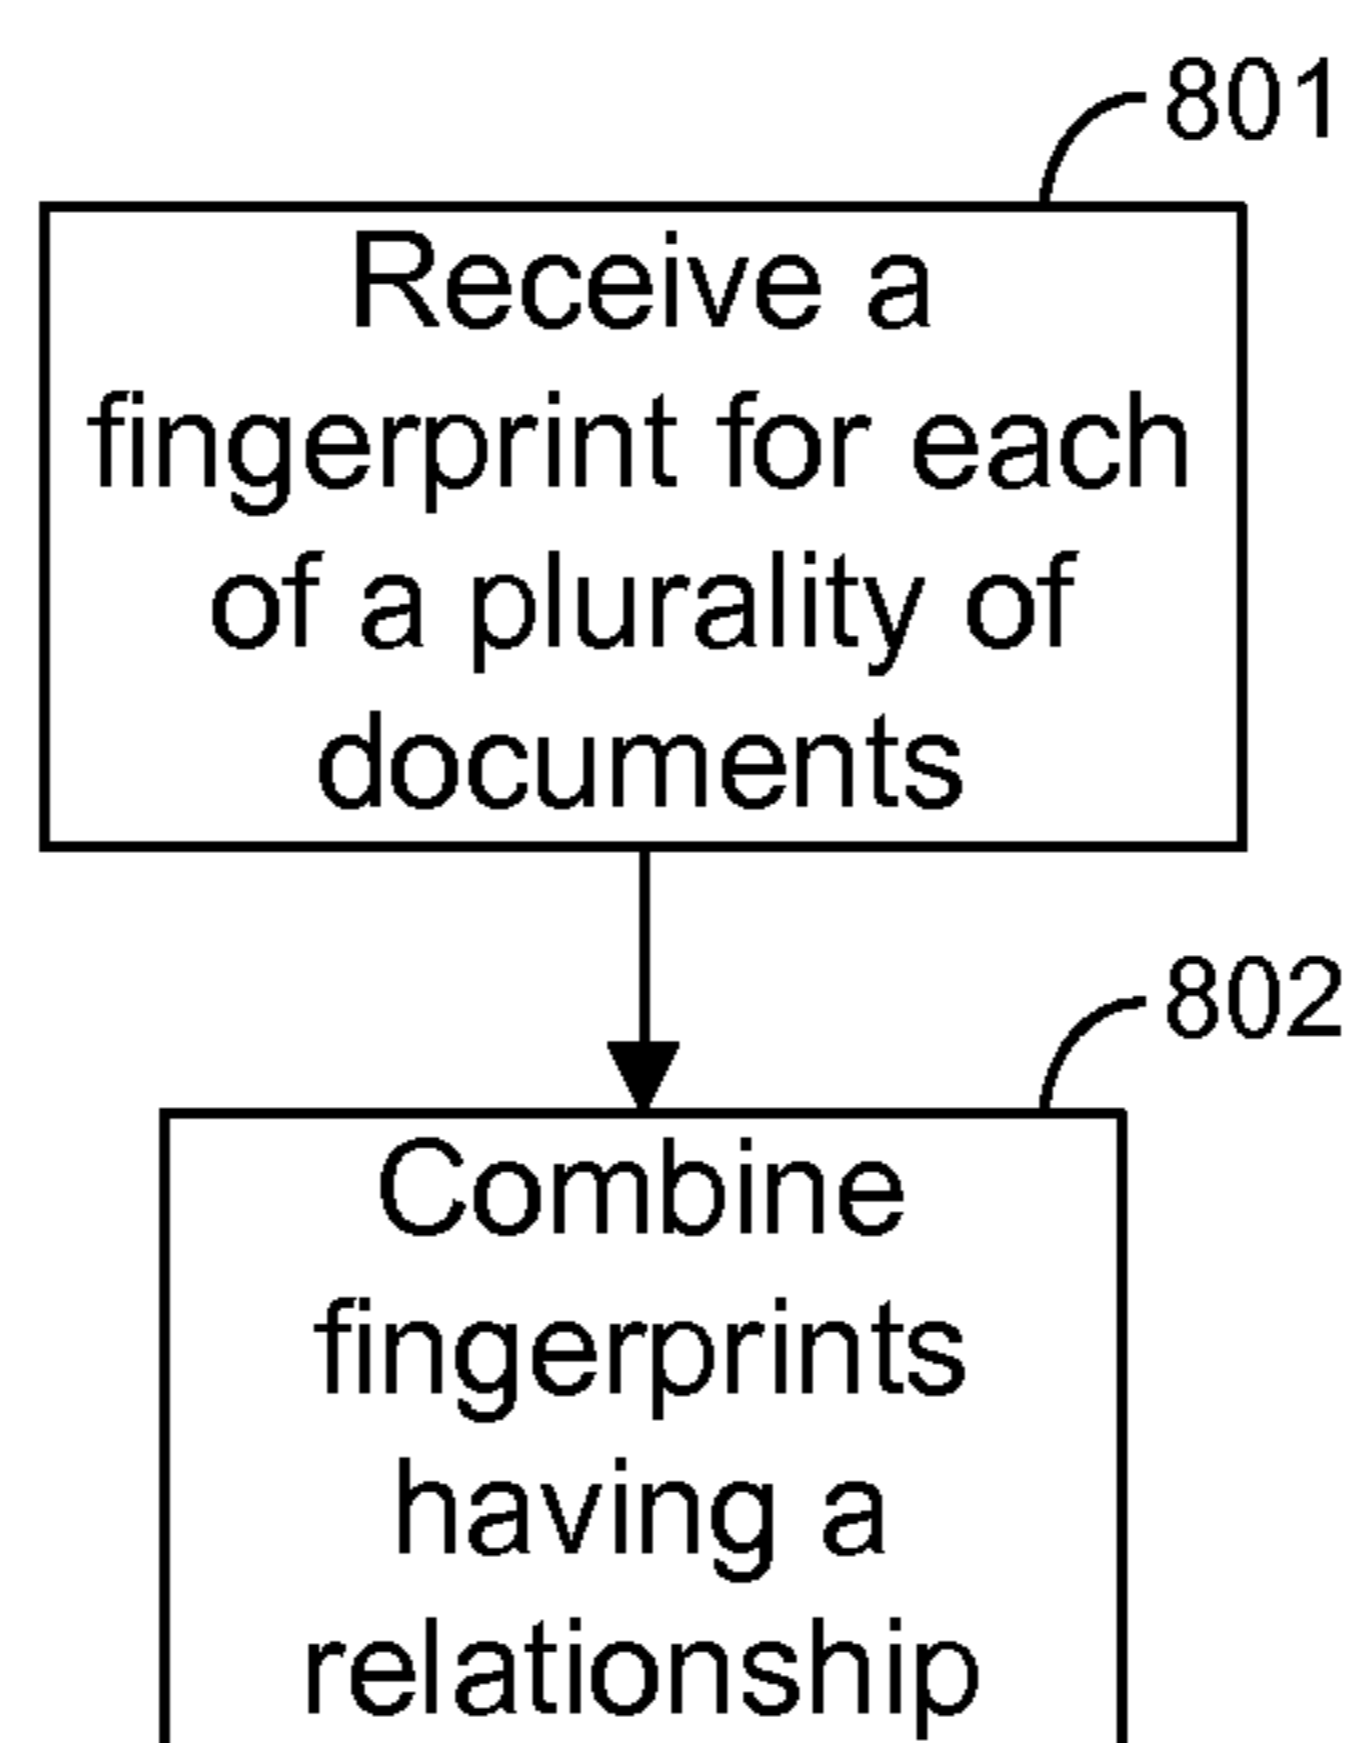 801
Receive a
fingerprint for each
of a plurality of
documents
802
Combine
fingerprints
having a
relationship